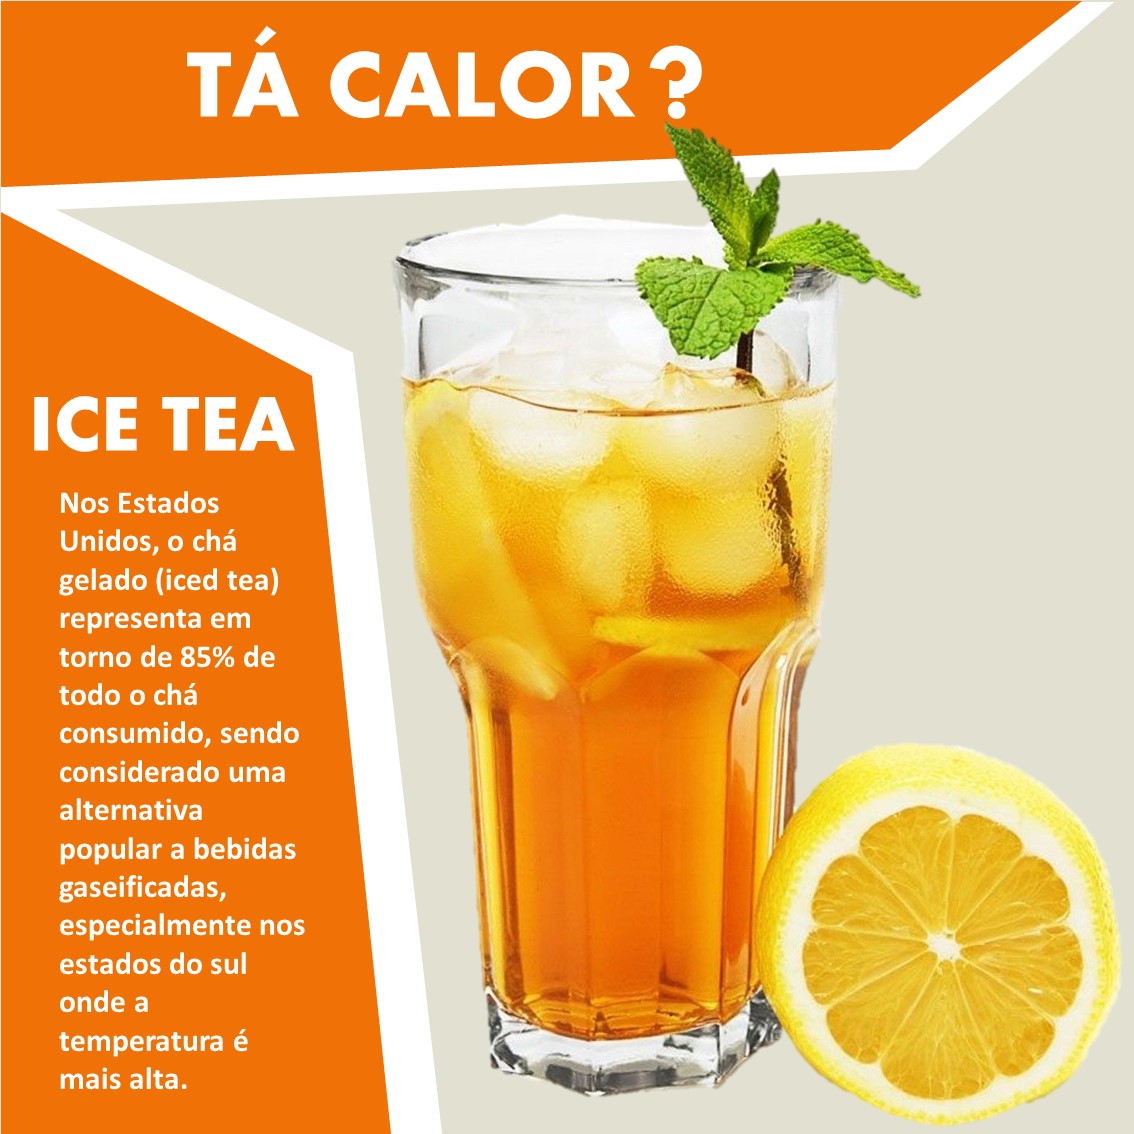 TÁ CALOR?
ICE TEA
Nos Estados
Unidos, o chá
gelado (iced tea)
representa em
torno de 85% de
todo o chá
consumido, sendo
considerado uma
alternativa
popular a bebidas
gaseificadas,
especialmente nos
estados do sul
onde a
temperatura é
mais alta.